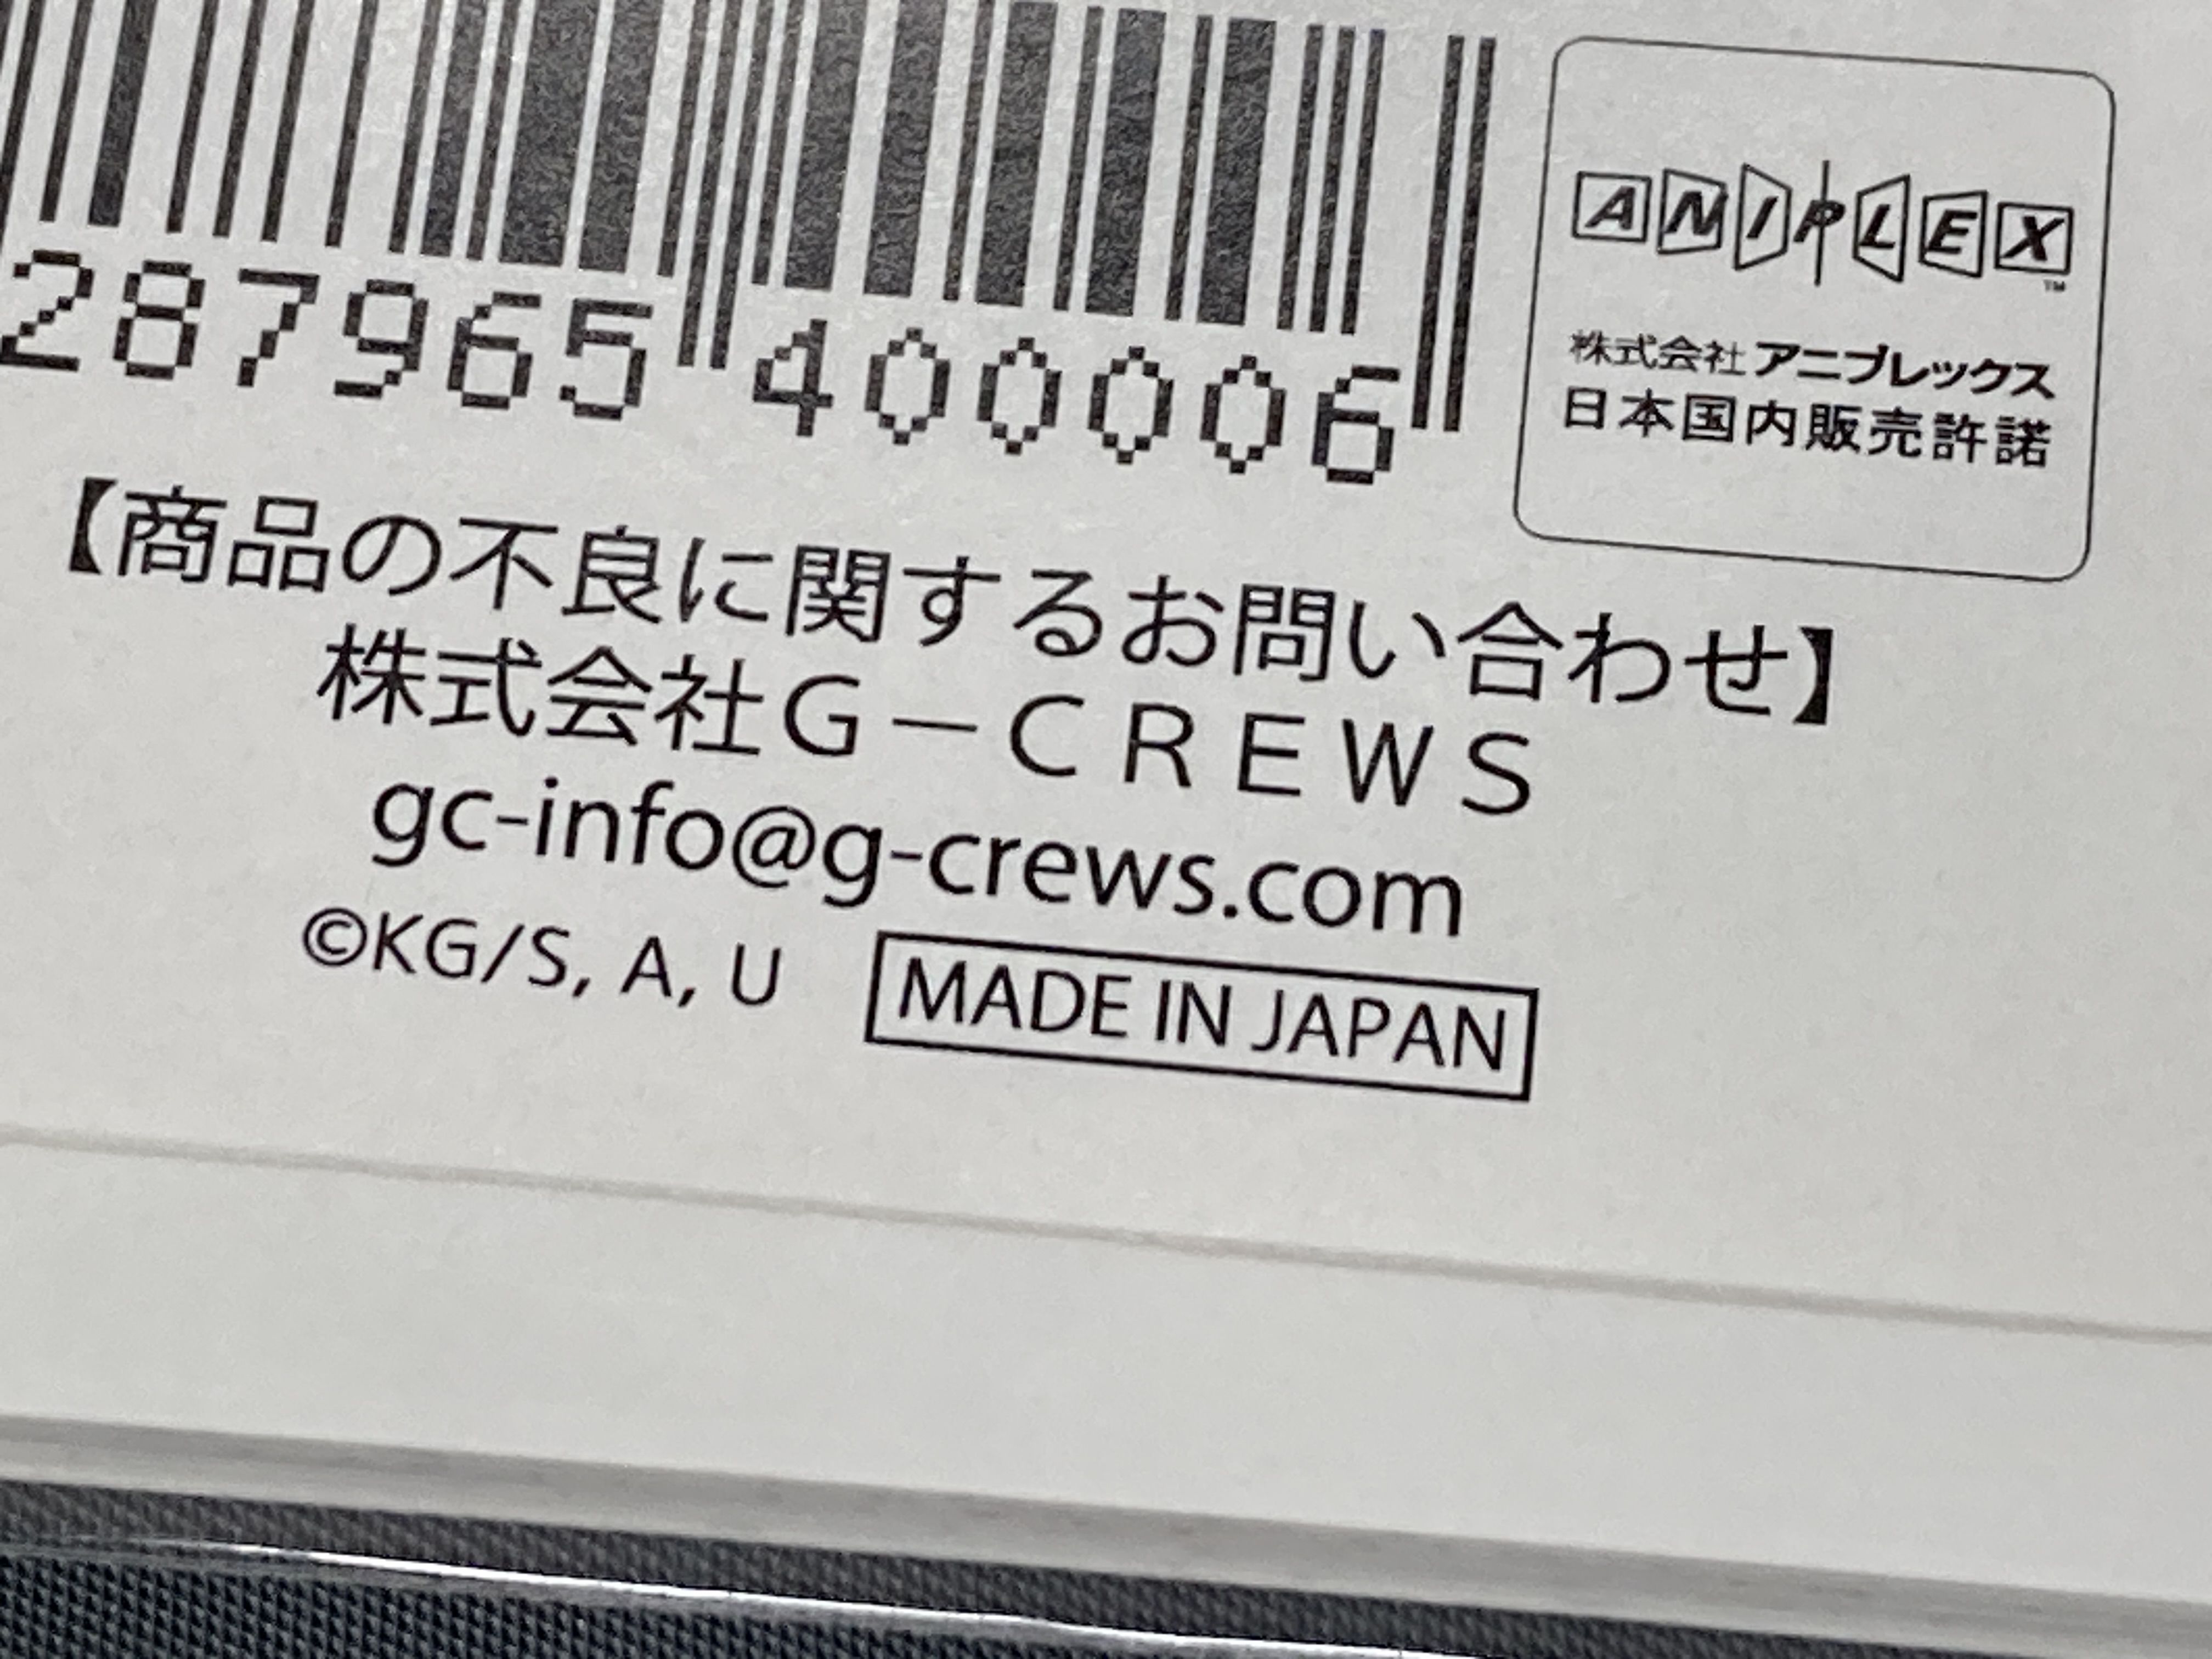 287965 400006
ANIPLEX
TM
株式会社アニプレックス
日本国内販売許諾
【商品の不良に関するお問い合わせ】
株式会社Ｇ－ＣＲＥＷＳ
gc-info@g-crews.com
©KG/S, A, U MADE IN JAPAN